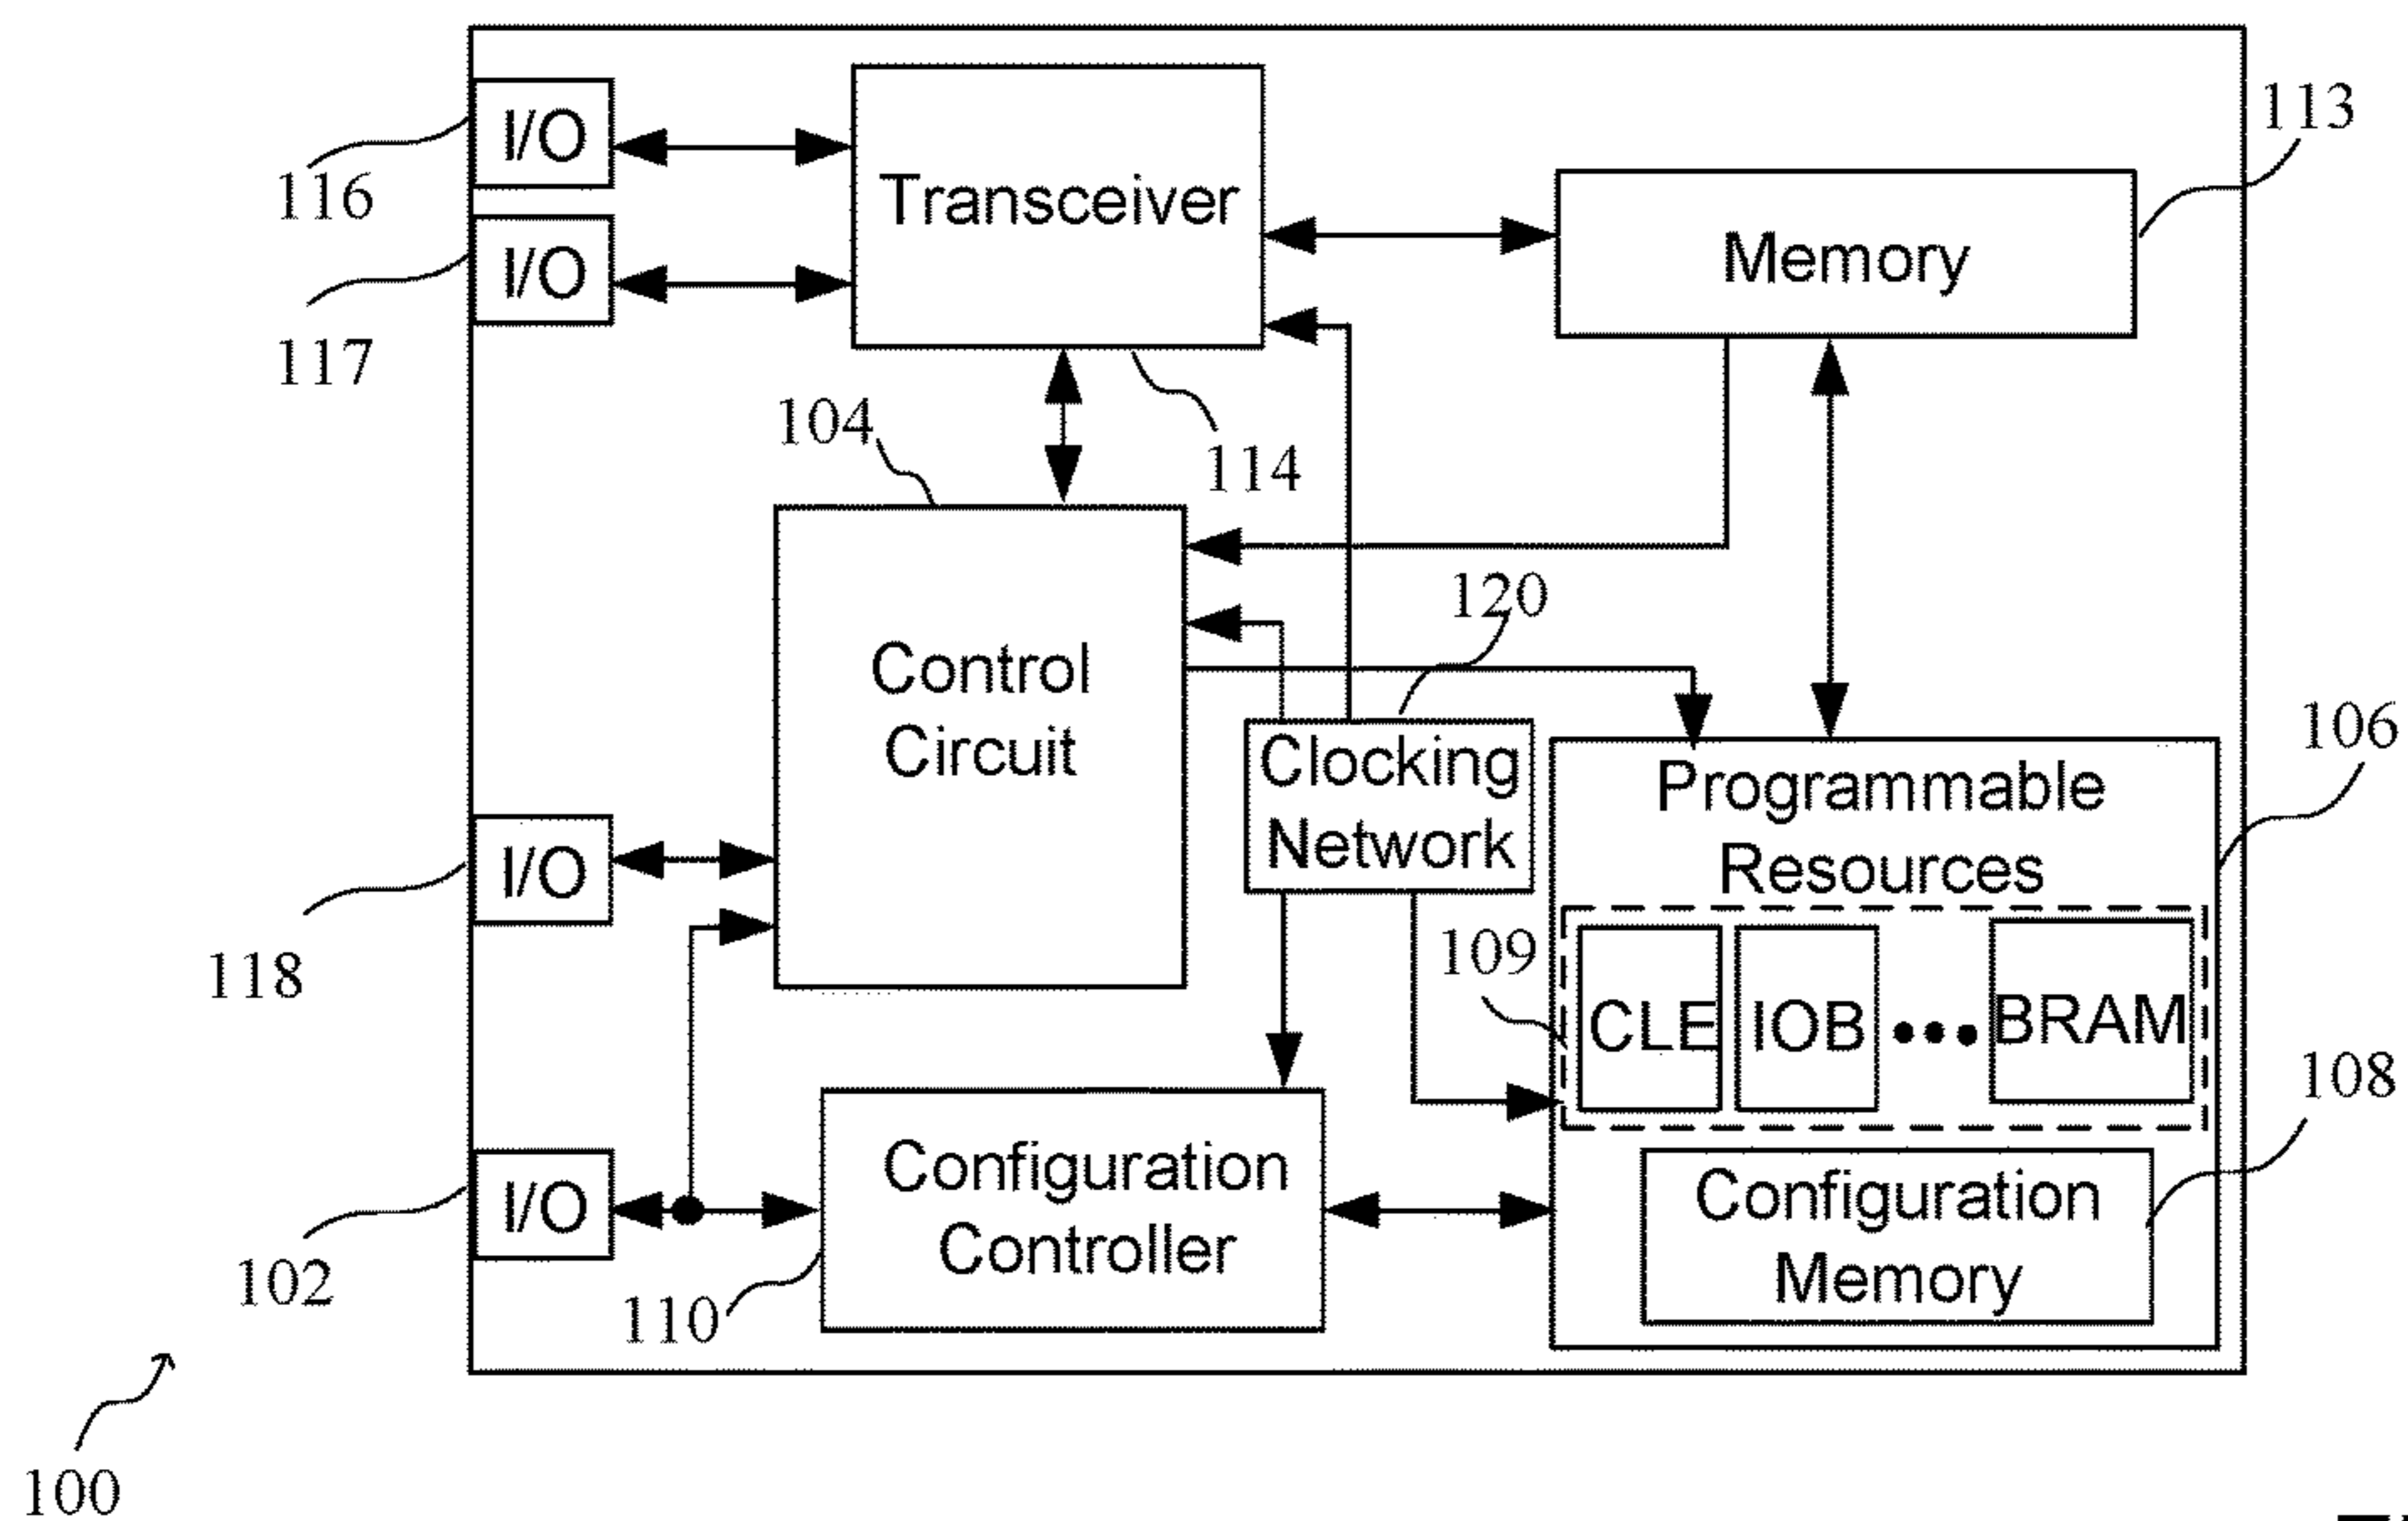 I/O
116
I/O
117
Transceiver
114
Memory
113
104
Control
Circuit
120
Clocking
Network
Programmable
Resources
106
109
CLE
IOB
BRAM
Configuration
Memory
108
I/O
118
I/O
102
Configuration
Controller
110
100